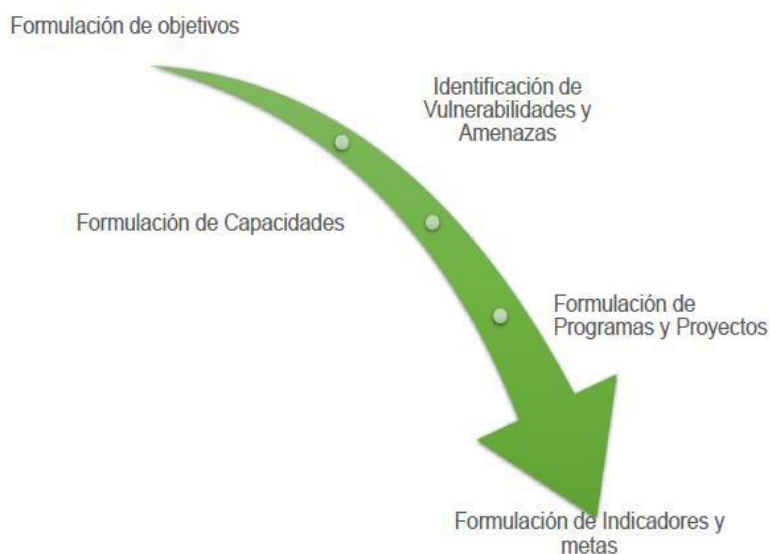 Formulación de objetivos
Identificación de
Vulnerabilidades y
Amenazas
Formulación de Capacidades
Formulación de
Programas y Proyectos
Formulación de Indicadores y
metas